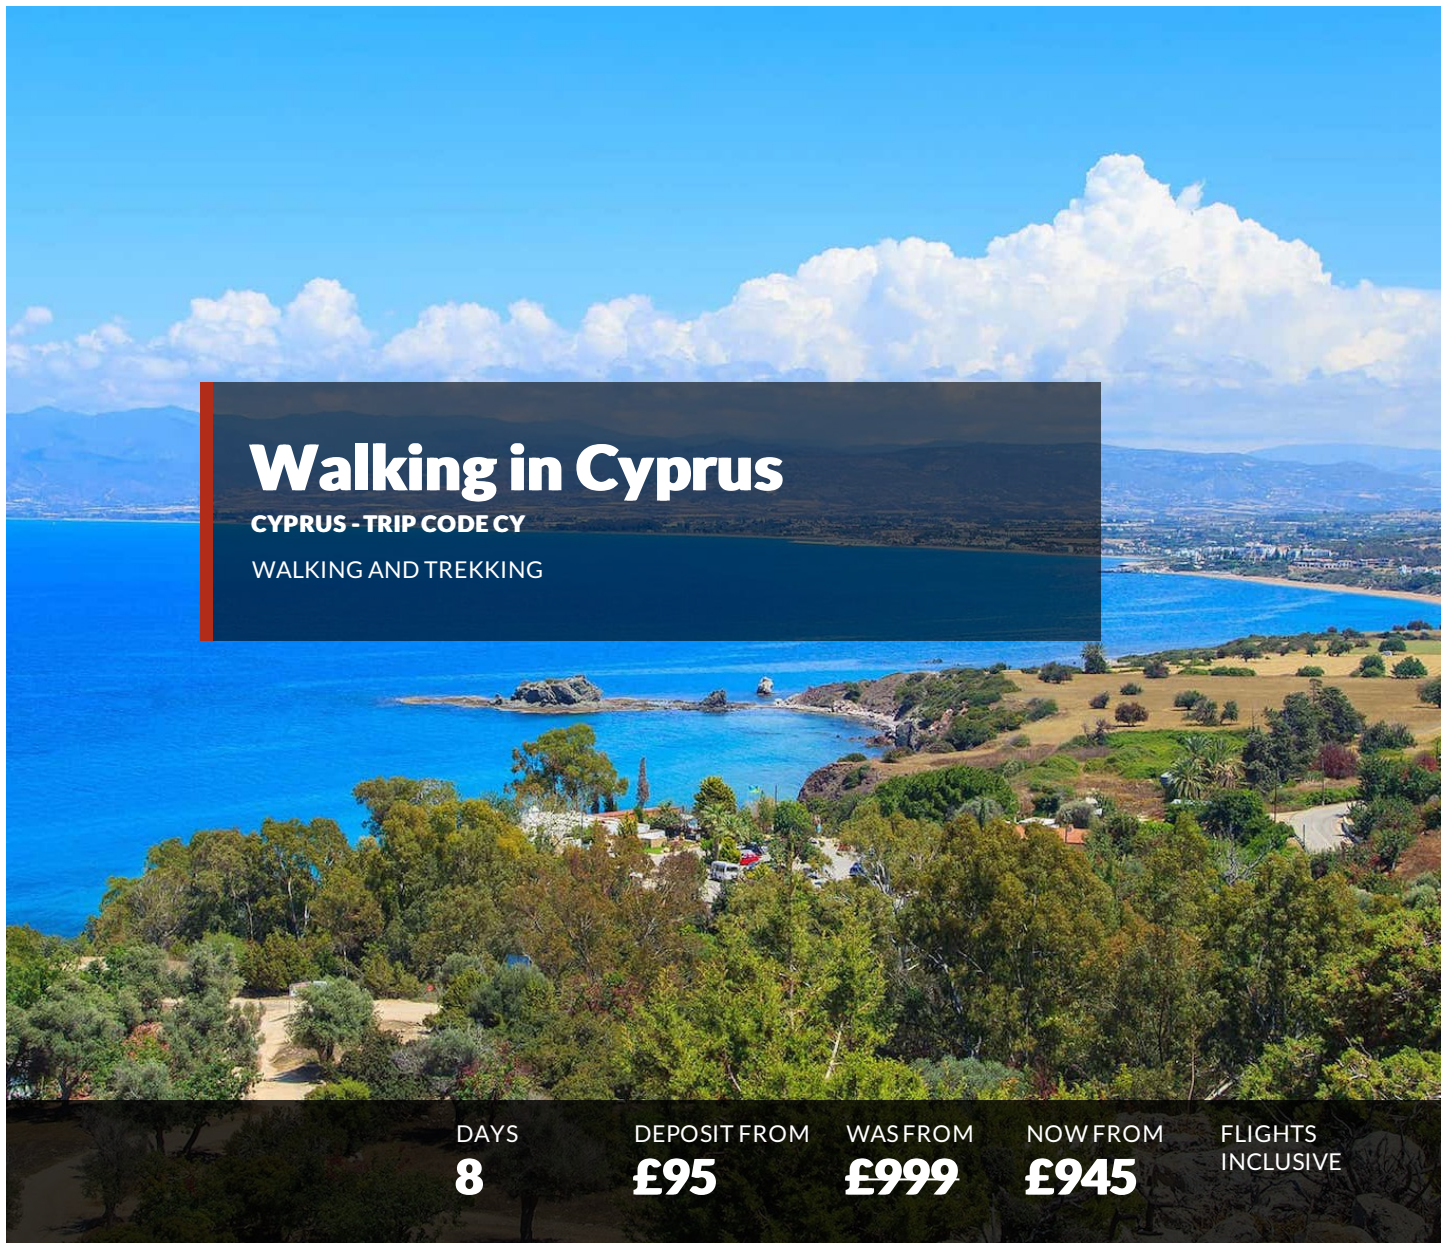 Walking in Cyprus
CYPRUS - TRIP CODE CY
WALKING AND TREKKING
DAYS
8
DEPOSIT FROM
£95
WAS FROM
£999
NOW FROM
£945
FLIGHTS
INCLUSIVE